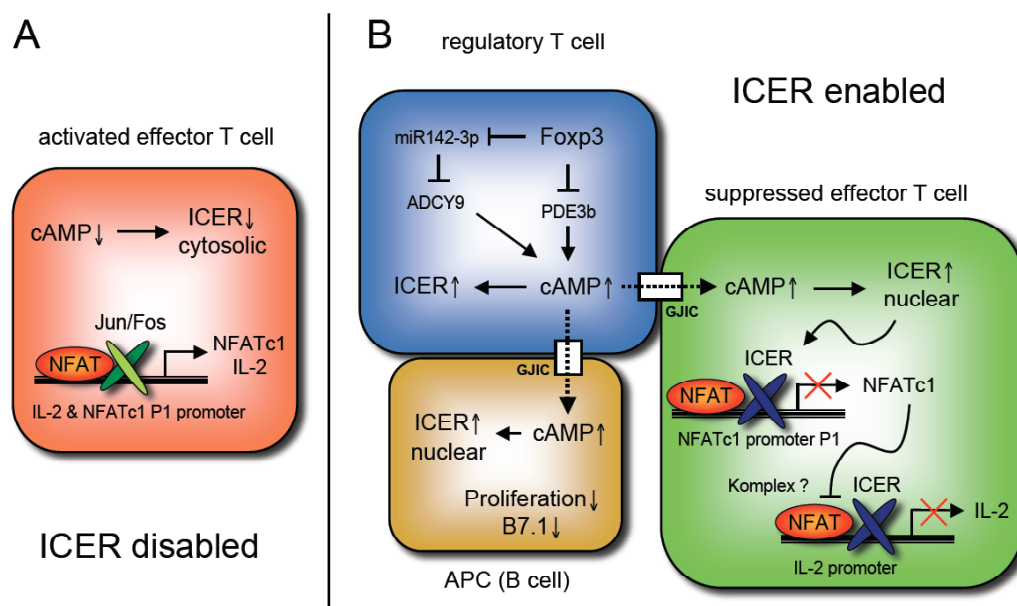 A
activated effector T cell
cAMP↓
ICER↓
cytosolic
Jun/Fos
NFAT
NFATc1
IL-2
IL-2 & NFATc1 P1 promoter
ICER disabled
B
regulatory T cell
ICER enabled
miR142-3p
Foxp3
ADCY9
PDE3b
ICER↑
cAMP↑
GJIC
GJIC
APC (B cell)
ICER↑
nuclear
cAMP↑
Proliferation↓
B7.1↓
suppressed effector T cell
cAMP↑
ICER↑
nuclear
ICER
NFAT
NFATc1
NFATc1 promoter P1
Komplex ?
ICER
NFAT
IL-2
IL-2 promoter